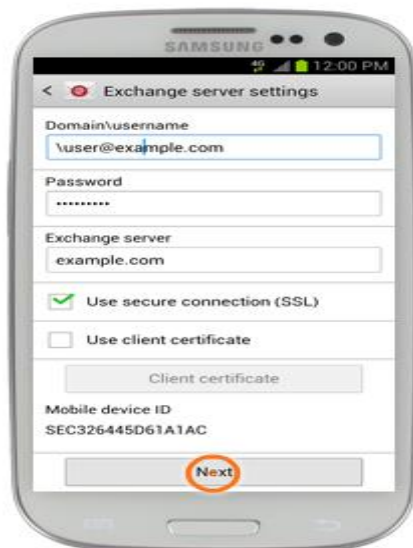 SAMSUNG
4G 12:00 PM
< Exchange server settings
Domain\username
\user@example.com
Password
•••••••••
Exchange server
example.com
Use secure connection (SSL)
Use client certificate
Client certificate
Mobile device ID
SEC326445D61A1AC
Next